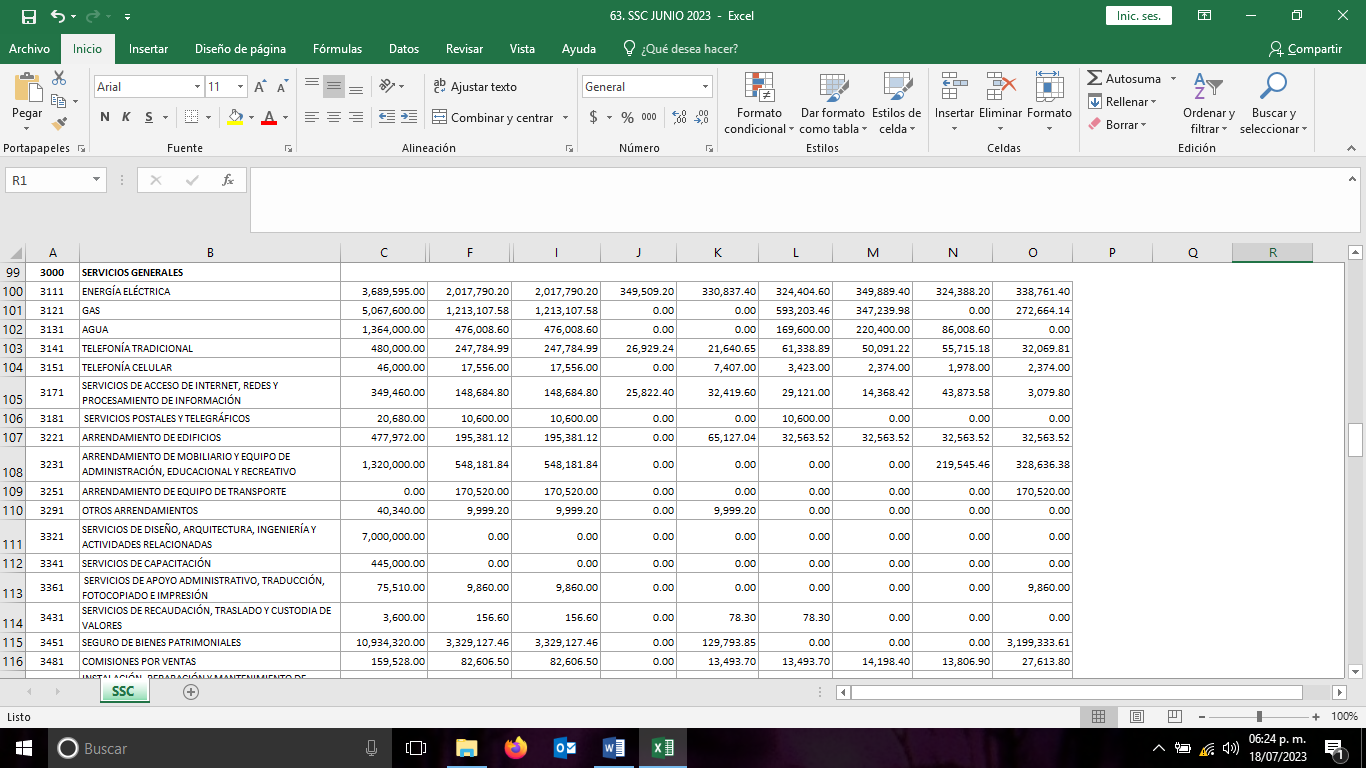 63. SSC JUNIO 2023 - Excel
Inic. ses.
Archivo Inicio Insertar Diseño de página Fórmulas Datos Revisar Vista Ayuda ¿Qué desea hacer? Compartir
Pegar
Arial 11
N K S
Ajustar texto
Combinar y centrar
General
$ % 000
Formato condicional
Dar formato como tabla
Estilos de celda
Insertar Eliminar Formato
Autosuma
Rellenar
Borrar
Ordenar y filtrar
Buscar y seleccionar
Portapapeles Fuente Alineación Número Estilos Celdas Edición
R1 fx
A B C F I J K L M N O P Q R
99 3000 SERVICIOS GENERALES
100 3111 ENERGÍA ELÉCTRICA 3,689,595.00 2,017,790.20 2,017,790.20 349,509.20 330,837.40 324,404.60 349,889.40 324,388.20 338,761.40
101 3121 GAS 5,067,600.00 1,213,107.58 1,213,107.58 0.00 0.00 593,203.46 347,239.98 0.00 272,664.14
102 3131 AGUA 1,364,000.00 476,008.60 476,008.60 0.00 0.00 169,600.00 220,400.00 86,008.60 0.00
103 3141 TELEFONÍA TRADICIONAL 480,000.00 247,784.99 247,784.99 26,929.24 21,640.65 61,338.89 50,091.22 55,715.18 32,069.81
104 3151 TELEFONÍA CELULAR 46,000.00 17,556.00 17,556.00 0.00 7,407.00 3,423.00 2,374.00 1,978.00 2,374.00
SERVICIOS DE ACCESO DE INTERNET, REDES Y
105 3171 PROCESAMIENTO DE INFORMACIÓN 349,460.00 148,684.80 148,684.80 25,822.40 32,419.60 29,121.00 14,368.42 43,873.58 3,079.80
106 3181 SERVICIOS POSTALES Y TELEGRÁFICOS 20,680.00 10,600.00 10,600.00 0.00 0.00 10,600.00 0.00 0.00 0.00
107 3221 ARRENDAMIENTO DE EDIFICIOS 477,972.00 195,381.12 195,381.12 0.00 65,127.04 32,563.52 32,563.52 32,563.52 32,563.52
ARRENDAMIENTO DE MOBILIARIO Y EQUIPO DE
108 3231 ADMINISTRACIÓN, EDUCACIONAL Y RECREATIVO 1,320,000.00 548,181.84 548,181.84 0.00 0.00 0.00 0.00 219,545.46 328,636.38
109 3251 ARRENDAMIENTO DE EQUIPO DE TRANSPORTE 0.00 170,520.00 170,520.00 0.00 0.00 0.00 0.00 0.00 170,520.00
110 3291 OTROS ARRENDAMIENTOS 40,340.00 9,999.20 9,999.20 0.00 9,999.20 0.00 0.00 0.00 0.00
SERVICIOS DE DISEÑO, ARQUITECTURA, INGENIERÍA Y
111 3321 ACTIVIDADES RELACIONADAS 7,000,000.00 0.00 0.00 0.00 0.00 0.00 0.00 0.00 0.00
112 3341 SERVICIOS DE CAPACITACIÓN 445,000.00 0.00 0.00 0.00 0.00 0.00 0.00 0.00 0.00
SERVICIOS DE APOYO ADMINISTRATIVO, TRADUCCIÓN,
113 3361 FOTOCOPIADO E IMPRESIÓN 75,510.00 9,860.00 9,860.00 0.00 0.00 0.00 0.00 0.00 9,860.00
SERVICIOS DE RECAUDACIÓN, TRASLADO Y CUSTODIA DE
114 3431 VALORES 3,600.00 156.60 156.60 0.00 78.30 78.30 0.00 0.00 0.00
115 3451 SEGURO DE BIENES PATRIMONIALES 10,934,320.00 3,329,127.46 3,329,127.46 0.00 129,793.85 0.00 0.00 0.00 3,199,333.61
116 3481 COMISIONES POR VENTAS 159,528.00 82,606.50 82,606.50 0.00 13,493.70 13,493.70 14,198.40 13,806.90 27,613.80
INSTALACIÓN, REPARACIÓN Y MANTENIMIENTO DE
SSC
Listo 100%
Buscar
06:24 p. m.
18/07/2023
1